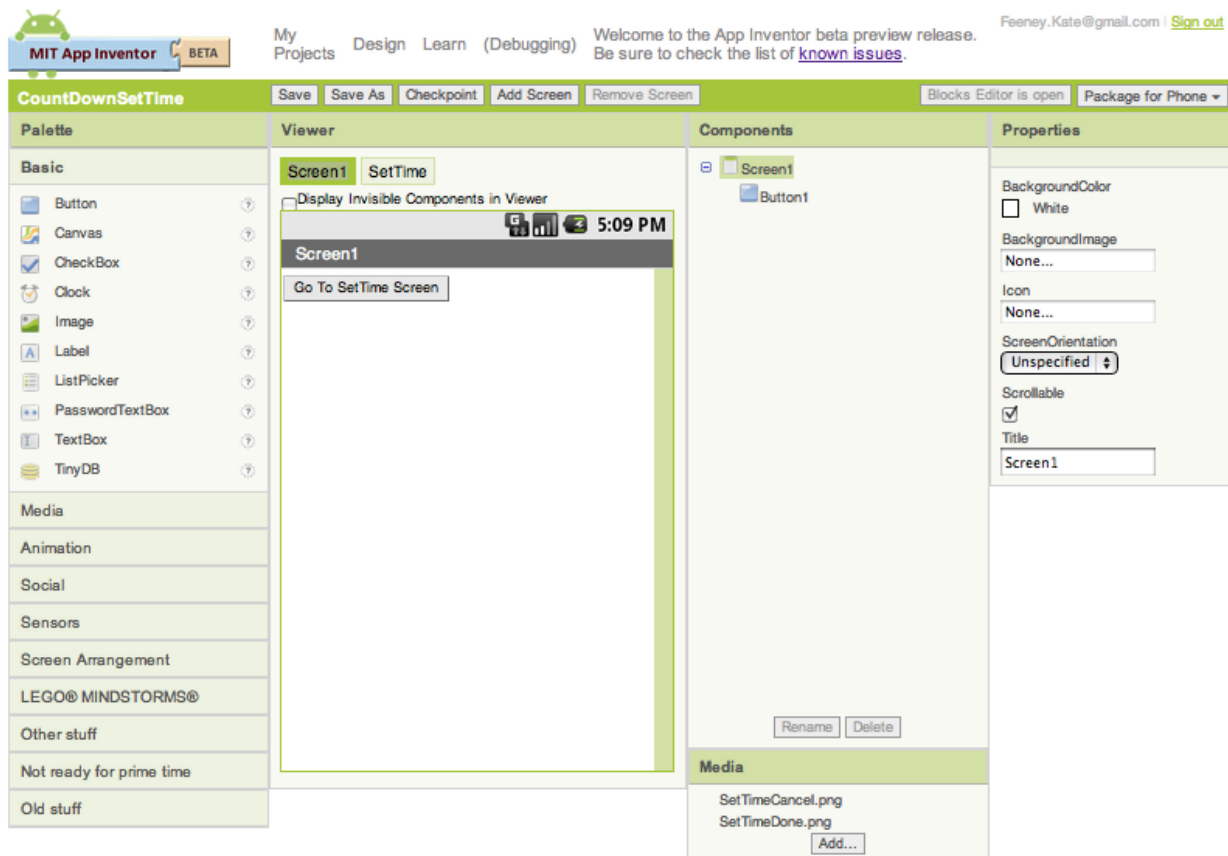 Feeney.Kate@gmail.com | Sign out
MIT App Inventor BETA
My Projects Design Learn (Debugging)
Welcome to the App Inventor beta preview release.
Be sure to check the list of known issues.
CountDownSetTime
Save Save As Checkpoint Add Screen Remove Screen Blocks Editor is open Package for Phone
Palette
Basic
Button ?
Canvas ?
CheckBox ?
Clock ?
Image ?
Label ?
ListPicker ?
PasswordTextBox ?
TextBox ?
TinyDB ?
Media
Animation
Social
Sensors
Screen Arrangement
LEGO® MINDSTORMS®
Other stuff
Not ready for prime time
Old stuff
Viewer
Screen1 SetTime
Display Invisible Components in Viewer
5:09 PM
Screen1
Go To SetTime Screen
Components
Screen1
Button1
Rename Delete
Media
SetTimeCancel.png
SetTimeDone.png
Add...
Properties
BackgroundColor
White
BackgroundImage
None...
Icon
None...
ScreenOrientation
Unspecified
Scrollable
Title
Screen1